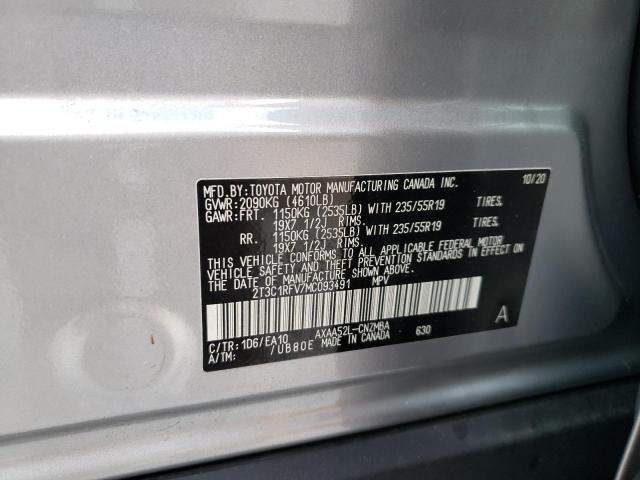 MFD.BY:TOYOTA MOTOR MANUFACTURING CANADA INC. 10/20
GVWR:2090KG (4610LB)
GAWR:FRT. 1150KG (2535LB) WITH 235/55R19 TIRES.
19X7 1/2J RIMS.
RR. 1150KG (2535LB) WITH 235/55R19 TIRES.
19X7 1/2J RIMS.
THIS VEHICLE CONFORMS TO ALL APPLICABLE FEDERAL MOTOR
VEHICLE SAFETY AND THEFT PREVENTION STANDARDS IN EFFECT ON
THE DATE OF MANUFACTURE SHOWN ABOVE.
2T3C1RFV7MC093491 MPV
A
C/TR:1D6/EA10 AXAA52L-CNZMBA 630
A/TM: /UB80E MADE IN CANADA